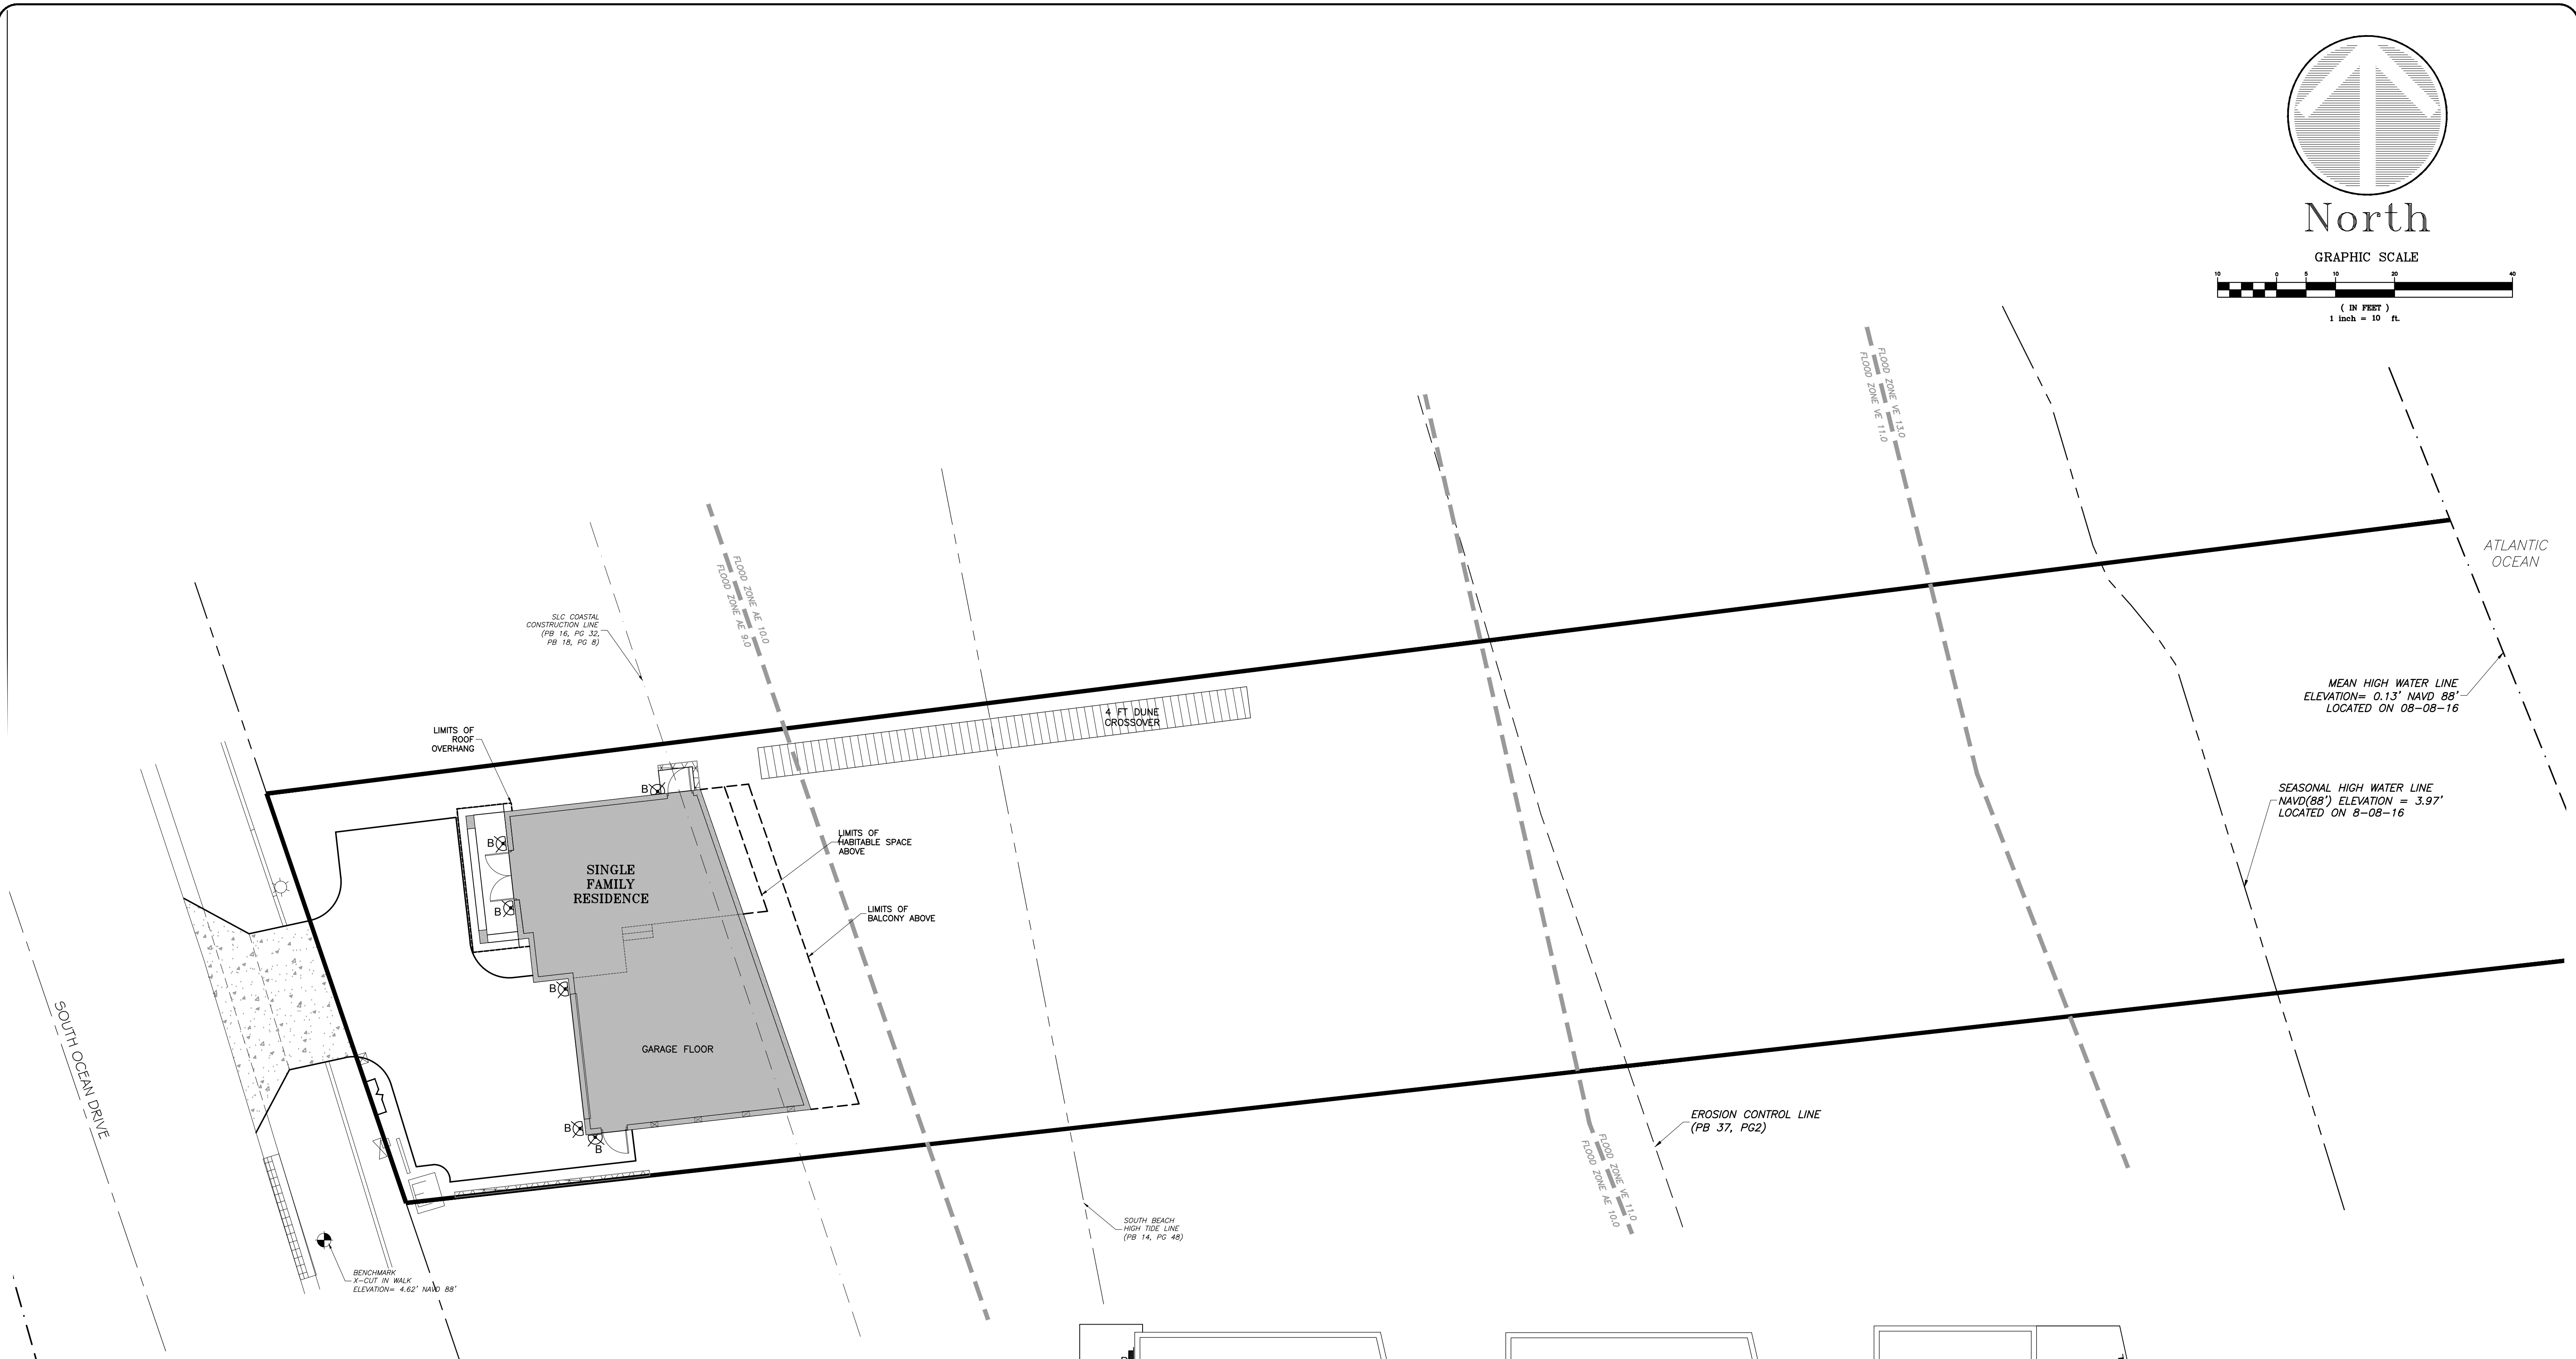 North
GRAPHIC SCALE
10 0 5 10 20 40
( IN FEET )
1 inch = 10 ft.
FLOOD ZONE VE 13.0
FLOOD ZONE VE 11.0
ATLANTIC
OCEAN
FLOOD ZONE AE 10.0
FLOOD ZONE AE 9.0
SLC COASTAL
CONSTRUCTION LINE
(PB 16, PG 32,
PB 18, PG 8)
MEAN HIGH WATER LINE
ELEVATION= 0.13' NAVD 88'
LOCATED ON 08-08-16
4 FT DUNE
CROSSOVER
LIMITS OF
ROOF
OVERHANG
B
SEASONAL HIGH WATER LINE
NAVD(88') ELEVATION = 3.97'
LOCATED ON 8-08-16
LIMITS OF
HABITABLE SPACE
ABOVE
B
SINGLE
FAMILY
RESIDENCE
B
LIMITS OF
BALCONY ABOVE
B
SOUTH OCEAN DRIVE
GARAGE FLOOR
B
B
EROSION CONTROL LINE
(PB 37, PG2)
FLOOD ZONE VE 11.0
FLOOD ZONE AE 10.0
SOUTH BEACH
HIGH TIDE LINE
(PB 14, PG 48)
BENCHMARK
X-CUT IN WALK
ELEVATION= 4.62' NAVD 88'